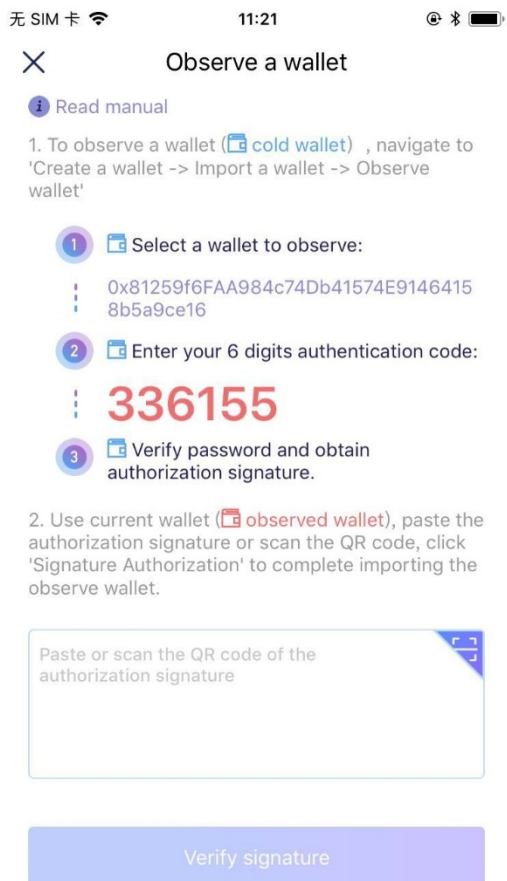 无 SIM 卡 11:21
Observe a wallet
i Read manual
1. To observe a wallet (cold wallet) , navigate to
'Create a wallet -> Import a wallet -> Observe
wallet'
1 Select a wallet to observe:
0x81259f6FAA984c74Db41574E9146415
8b5a9ce16
2 Enter your 6 digits authentication code:
336155
3 Verify password and obtain
authorization signature.
2. Use current wallet (observed wallet), paste the
authorization signature or scan the QR code, click
'Signature Authorization' to complete importing the
observe wallet.
Paste or scan the QR code of the
authorization signature
Verify signature